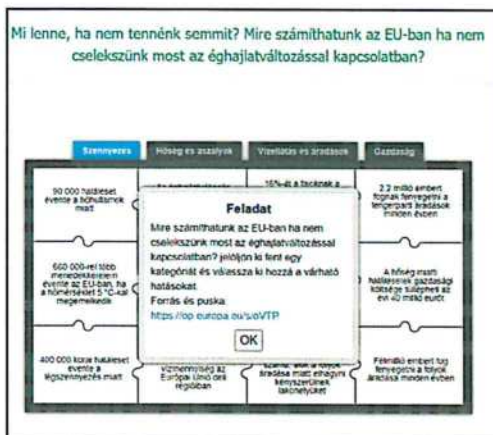 Mi lenne, ha nem tennénk semmit? Mire számíthatunk az EU-ban ha nem
cselekszünk most az éghajlatváltozással kapcsolatban?
Szennyezés
Hőség és aszályok
Vízellátás és áradások
Gazdaság
90 000 haláleset
évente a hőhullámok
miatt
16%-át a fajoknak a
2.2 millió embert
fognak fenyegetni a
tengerparti áradások
minden évben
Feladat
Mire számíthatunk az EU-ban ha nem
cselekszünk most az éghajlatváltozással
kapcsolatban? jelöljön ki fent egy
kategóriát és válassza ki hozzá a várható
hatásokat.
Forrás és puska:
https://op.europa.eu/s/oVTP
OK
660 000-rel több
menedékkérelem
évente az EU-ban, ha
a hőmérséklet 5 °C-kal
megemelkedik
A hőség miatti
halálesetek gazdasági
költsége túllépheti az
évi 40 millió eurót
400 000 korai haláleset
évente a
légszennyezés miatt
vízmennyiség az
Európai Unió déli
régióiban
áradása miatt elhagyni
kényszerülnek
lakóhelyüket
Félmillió embert fog
fenyegetni a folyók
áradása minden évben